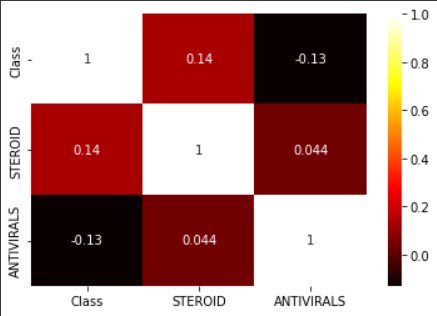 1.0
Class
1
0.14
-0.13
0.8
0.6
STEROID
0.14
1
0.044
0.4
0.2
ANTIVIRALS
-0.13
0.044
1
0.0
Class
STEROID
ANTIVIRALS